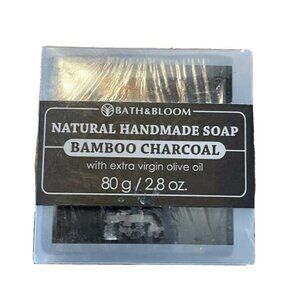 BATH&BLOOM
NATURAL HANDMADE SOAP
BAMBOO CHARCOAL
with extra virgin olive oil
80 g / 2.8 oz.